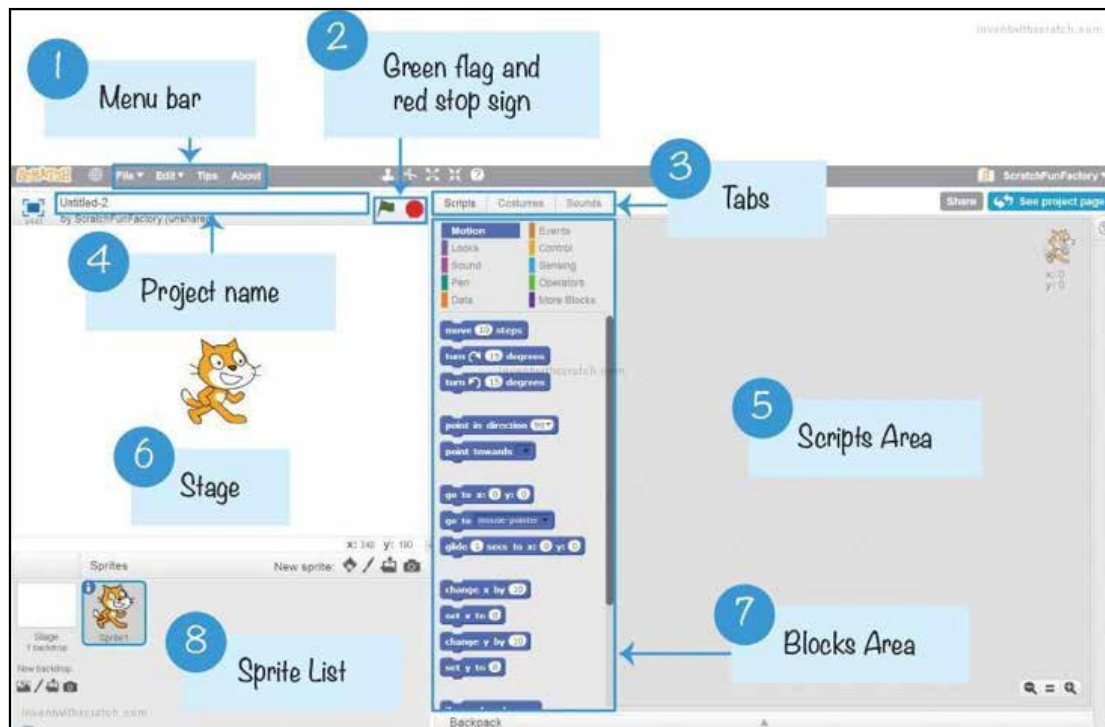 inventwithscratch.com
1
Menu bar
2
Green flag and
red stop sign
SCRATCH
File Edit Tips About
ScratchFunFactory
3
Tabs
Untitled-2
by ScratchFunFactory (unshared)
Scripts Costumes Sounds
Share See project page
4
Project name
Motion Events
Looks Control
Sound Sensing
Pen Operators
Data More Blocks
x: 0
y: 0
move 10 steps
turn 15 degrees
inventwithscratch.com
turn 15 degrees
point in direction 90
point towards
5
Scripts Area
6
Stage
go to x: 0 y: 0
go to mouse-pointer
glide 1 secs to x: 0 y: 0
x: 240 y: 180
Sprites New sprite:
change x by 10
set x to 0
change y by 10
set y to 0
7
Blocks Area
Stage
1 backdrop
Sprite1
8
Sprite List
New backdrop
inventwithscratch.com
Backpack